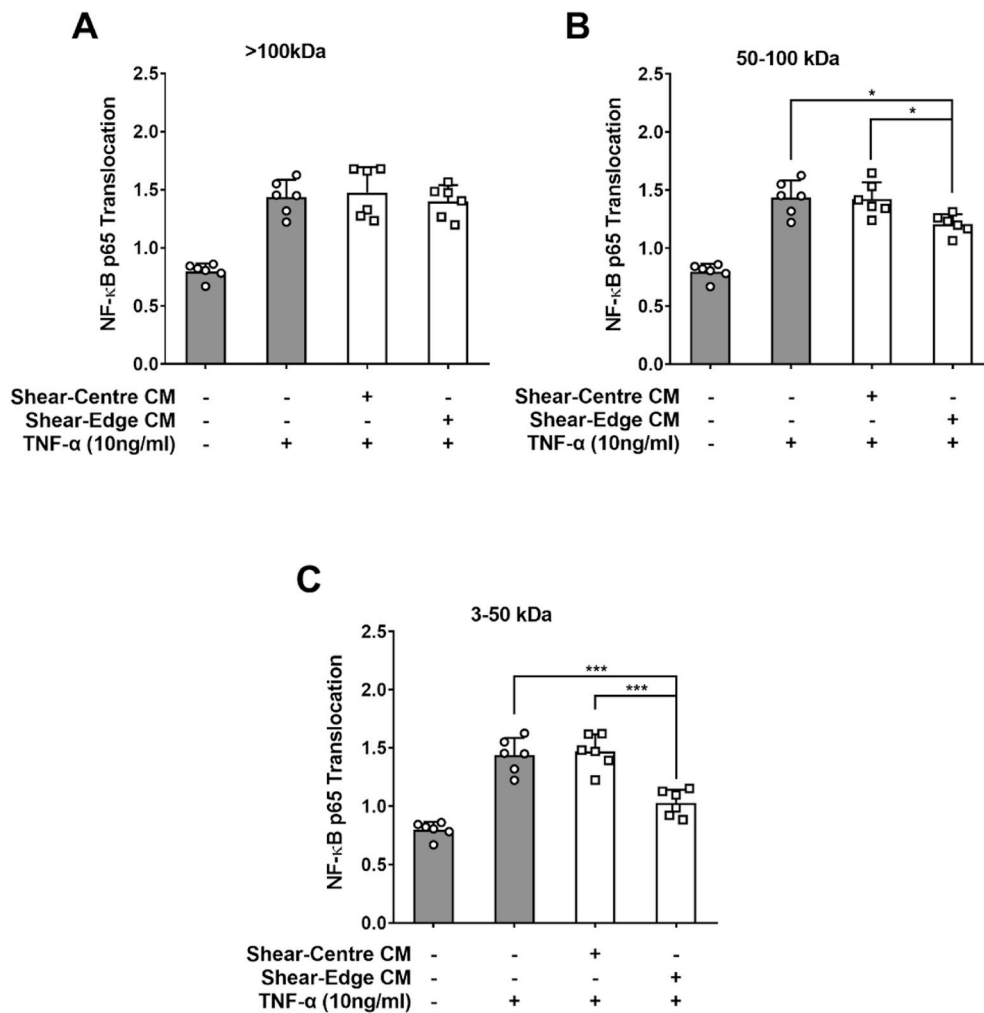 A
>100kDa
NF-κB p65 Translocation
2.5
2.0
1.5
1.0
0.5
0.0
Shear-Centre CM - - + -
Shear-Edge CM - - - +
TNF-α (10ng/ml) - + + +
B
50-100 kDa
NF-κB p65 Translocation
2.5
2.0
1.5
1.0
0.5
0.0
*
*
Shear-Centre CM - - + -
Shear-Edge CM - - - +
TNF-α (10ng/ml) - + + +
C
3-50 kDa
NF-κB p65 Translocation
2.5
2.0
1.5
1.0
0.5
0.0
***
***
Shear-Centre CM - - + -
Shear-Edge CM - - - +
TNF-α (10ng/ml) - + + +